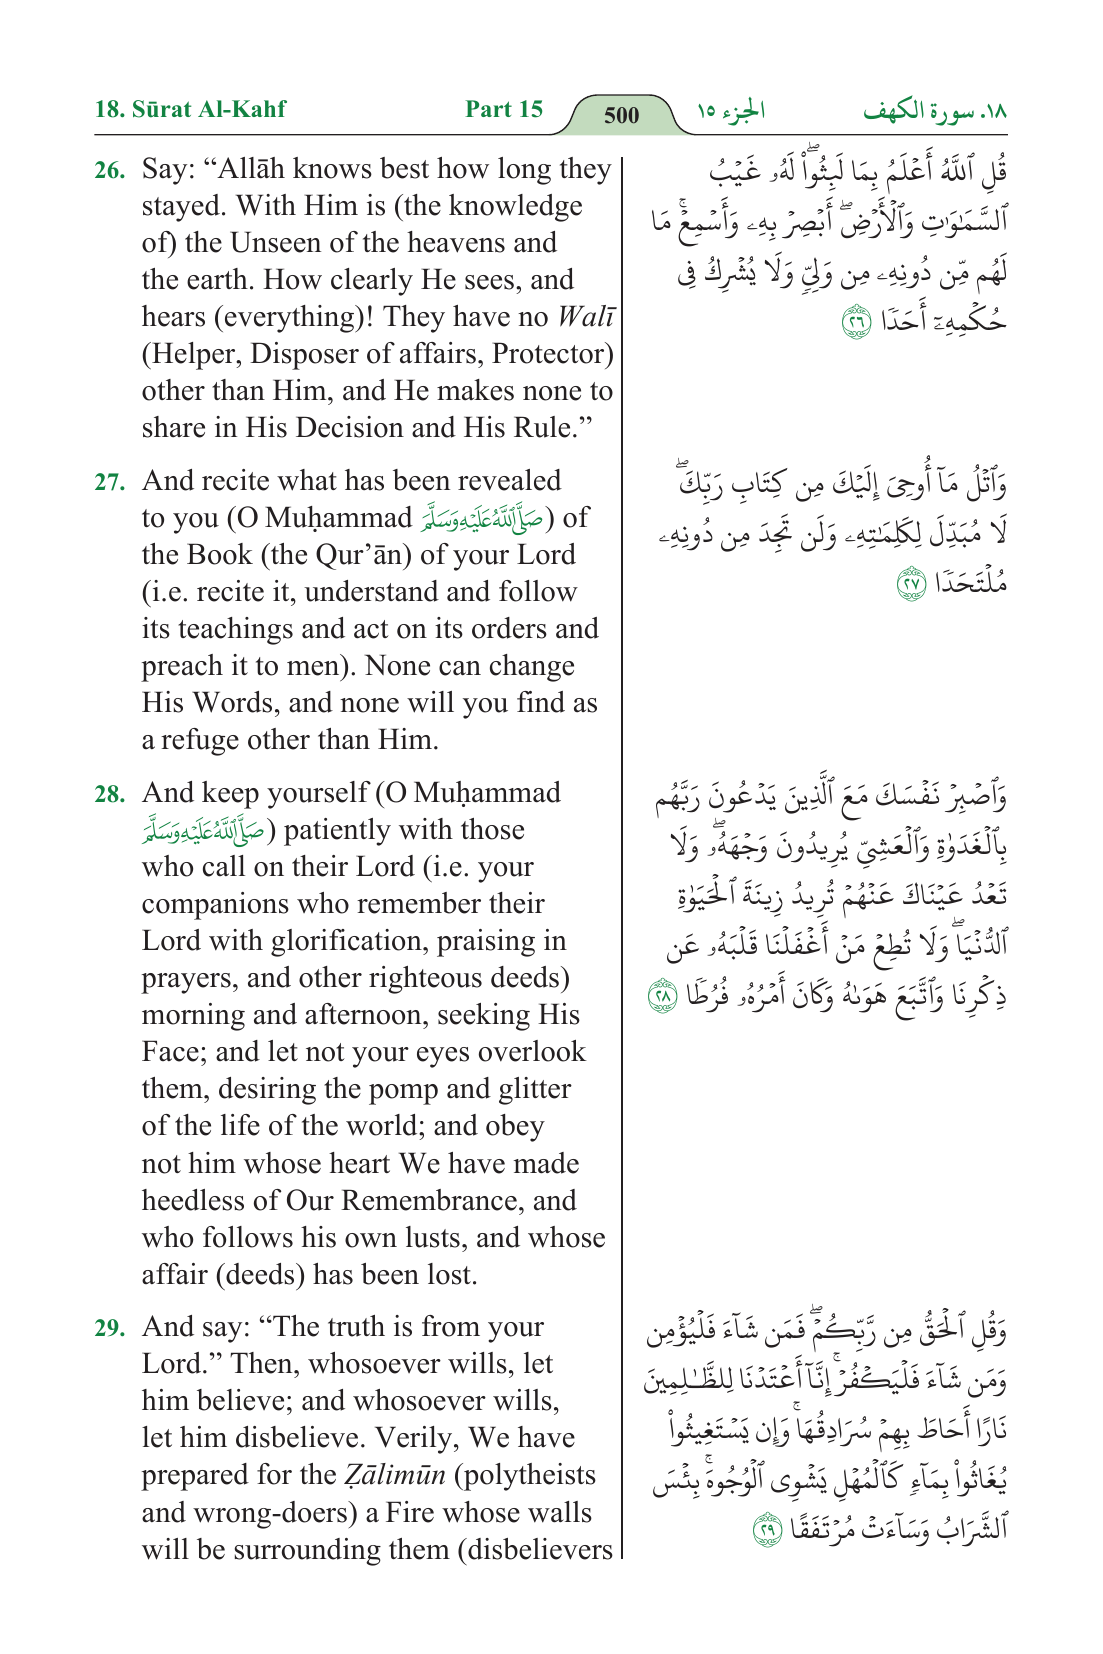 18. Sūrat Al-Kahf
Part 15
500
الجزء ١٥
١٨. سورة الكهف
26. Say: “Allāh knows best how long they
stayed. With Him is (the knowledge
of) the Unseen of the heavens and
the earth. How clearly He sees, and
hears (everything)! They have no Walī
(Helper, Disposer of affairs, Protector)
other than Him, and He makes none to
share in His Decision and His Rule.”
27. And recite what has been revealed
to you (O Muḥammad صَلَّى اللَّهُ عَلَيْهِ وَسَلَّمَ) of
the Book (the Qur’ān) of your Lord
(i.e. recite it, understand and follow
its teachings and act on its orders and
preach it to men). None can change
His Words, and none will you find as
a refuge other than Him.
28. And keep yourself (O Muḥammad
صَلَّى اللَّهُ عَلَيْهِ وَسَلَّمَ) patiently with those
who call on their Lord (i.e. your
companions who remember their
Lord with glorification, praising in
prayers, and other righteous deeds)
morning and afternoon, seeking His
Face; and let not your eyes overlook
them, desiring the pomp and glitter
of the life of the world; and obey
not him whose heart We have made
heedless of Our Remembrance, and
who follows his own lusts, and whose
affair (deeds) has been lost.
29. And say: “The truth is from your
Lord.” Then, whosoever wills, let
him believe; and whosoever wills,
let him disbelieve. Verily, We have
prepared for the Ẓālimūn (polytheists
and wrong-doers) a Fire whose walls
will be surrounding them (disbelievers
قُلِ ٱللَّهُ أَعْلَمُ بِمَا لَبِثُوا۟ ۖ لَهُۥ غَيْبُ
ٱلسَّمَـٰوَٰتِ وَٱلْأَرْضِ ۖ أَبْصِرْ بِهِۦ وَأَسْمِعْ ۚ مَا
لَهُم مِّن دُونِهِۦ مِن وَلِىٍّ وَلَا يُشْرِكُ فِى
حُكْمِهِۦٓ أَحَدًا ٢٦
وَٱتْلُ مَآ أُوحِىَ إِلَيْكَ مِن كِتَابِ رَبِّكَ ۖ
لَا مُبَدِّلَ لِكَلِمَـٰتِهِۦ وَلَن تَجِدَ مِن دُونِهِۦ
مُلْتَحَدًا ٢٧
وَٱصْبِرْ نَفْسَكَ مَعَ ٱلَّذِينَ يَدْعُونَ رَبَّهُم
بِٱلْغَدَوٰةِ وَٱلْعَشِىِّ يُرِيدُونَ وَجْهَهُۥ ۖ وَلَا
تَعْدُ عَيْنَاكَ عَنْهُمْ تُرِيدُ زِينَةَ ٱلْحَيَوٰةِ
ٱلدُّنْيَا ۖ وَلَا تُطِعْ مَنْ أَغْفَلْنَا قَلْبَهُۥ عَن
ذِكْرِنَا وَٱتَّبَعَ هَوَىٰهُ وَكَانَ أَمْرُهُۥ فُرُطًا ٢٨
وَقُلِ ٱلْحَقُّ مِن رَّبِّكُمْ ۖ فَمَن شَآءَ فَلْيُؤْمِن
وَمَن شَآءَ فَلْيَكْفُرْ ۚ إِنَّآ أَعْتَدْنَا لِلظَّـٰلِمِينَ
نَارًا أَحَاطَ بِهِمْ سُرَادِقُهَا ۚ وَإِن يَسْتَغِيثُوا۟
يُغَاثُوا۟ بِمَآءٍ كَٱلْمُهْلِ يَشْوِى ٱلْوُجُوهَ ۚ بِئْسَ
ٱلشَّرَابُ وَسَآءَتْ مُرْتَفَقًا ٢٩